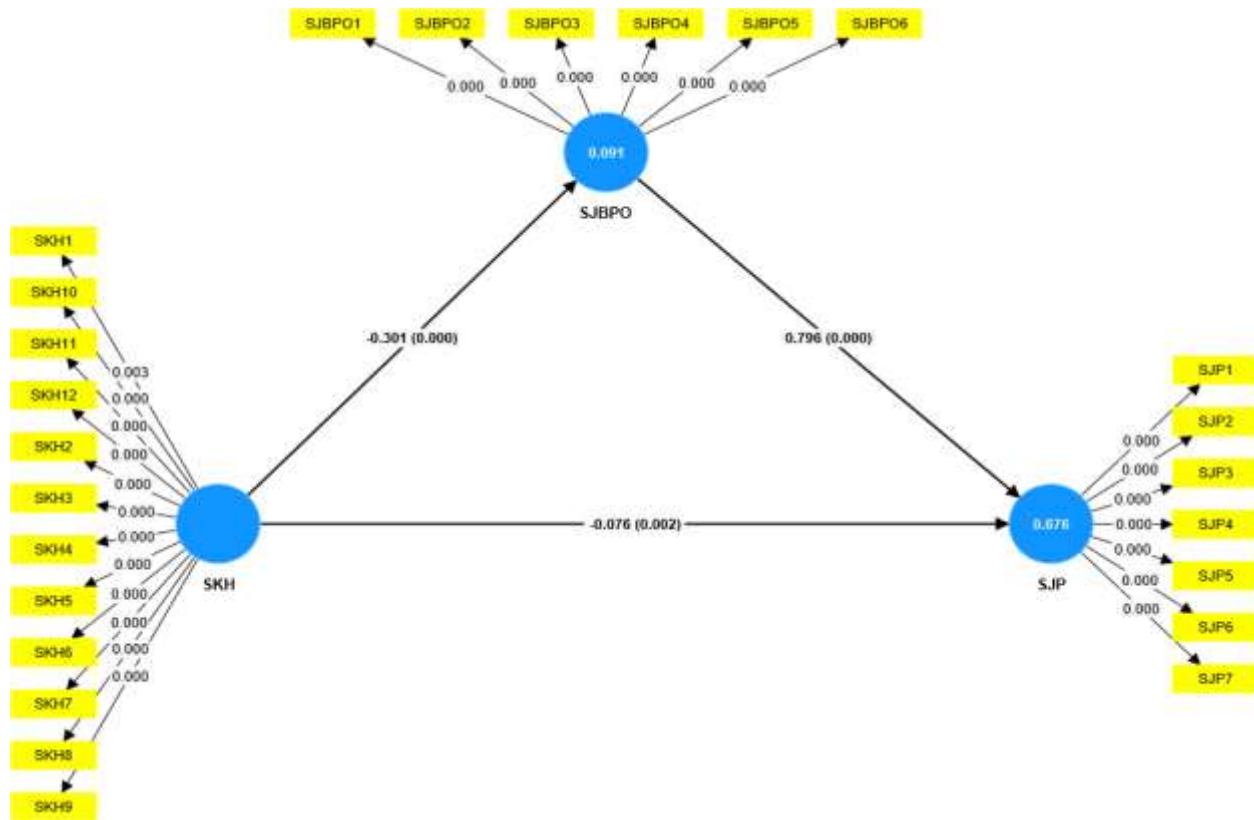 SJBPO1
SJBPO2
SJBPO3
SJBPO4
SJBPO5
SJBPO6
0.000
0.000
0.000
0.000
0.000
0.000
0.091
SJBPO
SKH1
SKH10
SKH11
SKH12
SKH2
SKH3
SKH4
SKH5
SKH6
SKH7
SKH8
SKH9
0.003
0.000
0.000
0.000
0.000
0.000
0.000
0.000
0.000
0.000
0.000
0.000
SKH
-0.301 (0.000)
0.796 (0.000)
-0.076 (0.002)
0.676
SJP
0.000
0.000
0.000
0.000
0.000
0.000
0.000
SJP1
SJP2
SJP3
SJP4
SJP5
SJP6
SJP7